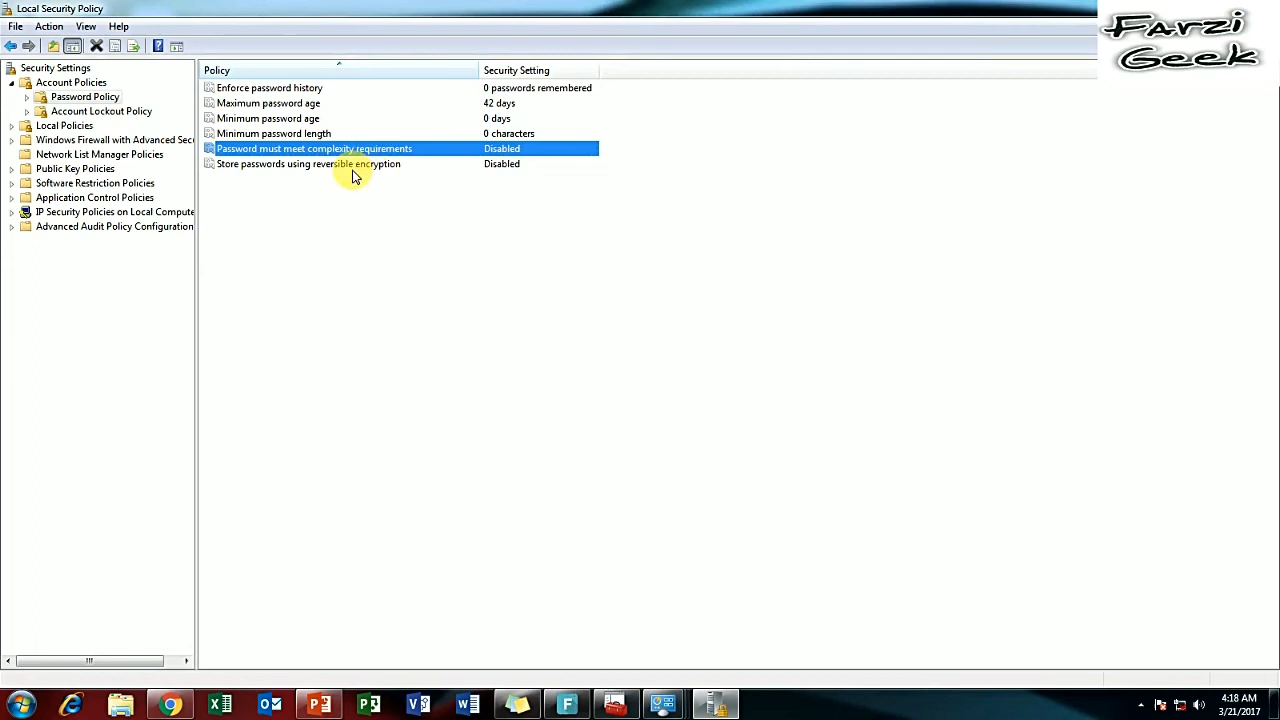 Local Security Policy
Farzi
Geek
File Action View Help
Security Settings
Account Policies
Password Policy
Account Lockout Policy
Local Policies
Windows Firewall with Advanced Sec
Network List Manager Policies
Public Key Policies
Software Restriction Policies
Application Control Policies
IP Security Policies on Local Compute
Advanced Audit Policy Configuration
Policy Security Setting
Enforce password history 0 passwords remembered
Maximum password age 42 days
Minimum password age 0 days
Minimum password length 0 characters
Password must meet complexity requirements Disabled
Store passwords using reversible encryption Disabled
4:18 AM
3/21/2017